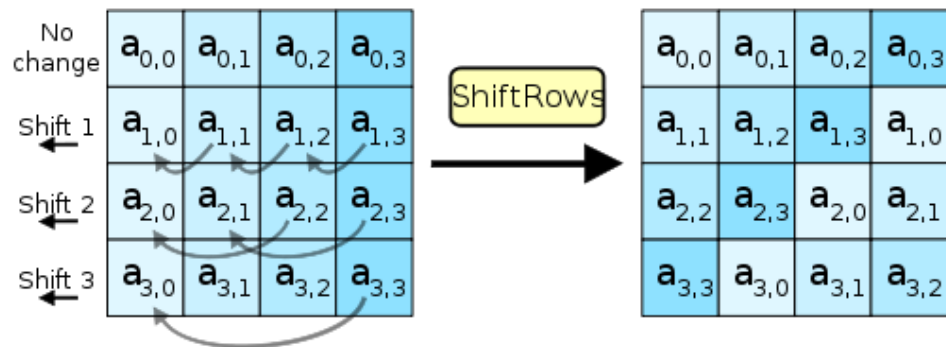 No
change
a0,0 a0,1 a0,2 a0,3
Shift 1
a1,0 a1,1 a1,2 a1,3
Shift 2
a2,0 a2,1 a2,2 a2,3
Shift 3
a3,0 a3,1 a3,2 a3,3
ShiftRows
a0,0 a0,1 a0,2 a0,3
a1,1 a1,2 a1,3 a1,0
a2,2 a2,3 a2,0 a2,1
a3,3 a3,0 a3,1 a3,2